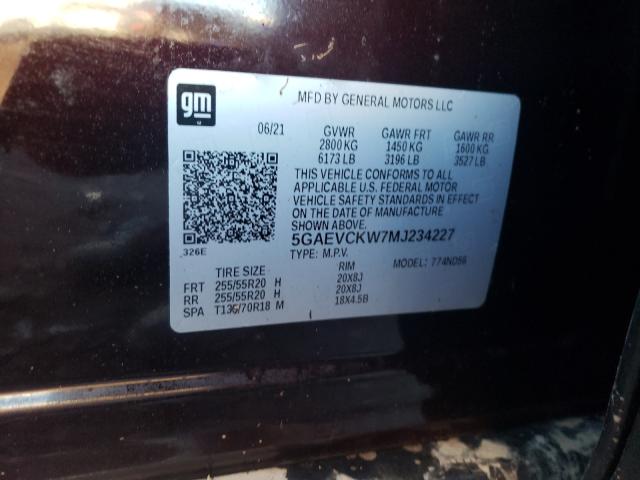 gm
MFD BY GENERAL MOTORS LLC
06/21 GVWR GAWR FRT GAWR RR
2800 KG 1450 KG 1600 KG
6173 LB 3196 LB 3527 LB
THIS VEHICLE CONFORMS TO ALL
APPLICABLE U.S. FEDERAL MOTOR
VEHICLE SAFETY STANDARDS IN EFFECT
ON THE DATE OF MANUFACTURE SHOWN ABOVE.
326E
5GAEVCKW7MJ234227
TYPE: M.P.V. MODEL: 774ND56
TIRE SIZE RIM
FRT 255/55R20 H 20X8J
RR 255/55R20 H 20X8J
SPA T135/70R18 M 18X4.5B